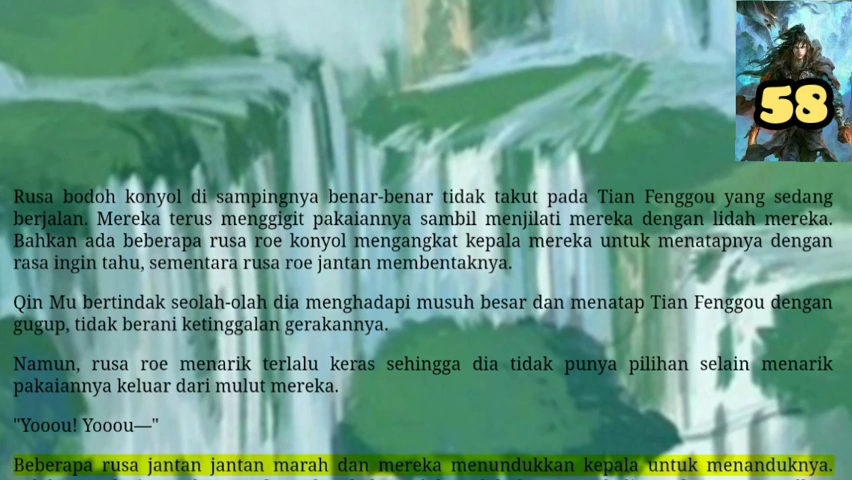 58
Rusa bodoh konyol di sampingnya benar-benar tidak takut pada Tian Fenggou yang sedang
berjalan. Mereka terus menggigit pakaiannya sambil menjilati mereka dengan lidah mereka.
Bahkan ada beberapa rusa roe konyol mengangkat kepala mereka untuk menatapnya dengan
rasa ingin tahu, sementara rusa roe jantan membentaknya.
Qin Mu bertindak seolah-olah dia menghadapi musuh besar dan menatap Tian Fenggou dengan
gugup, tidak berani ketinggalan gerakannya.
Namun, rusa roe menarik terlalu keras sehingga dia tidak punya pilihan selain menarik
pakaiannya keluar dari mulut mereka.
"Yooou! Yooou—"
Beberapa rusa jantan jantan marah dan mereka menundukkan kepala untuk menanduknya.